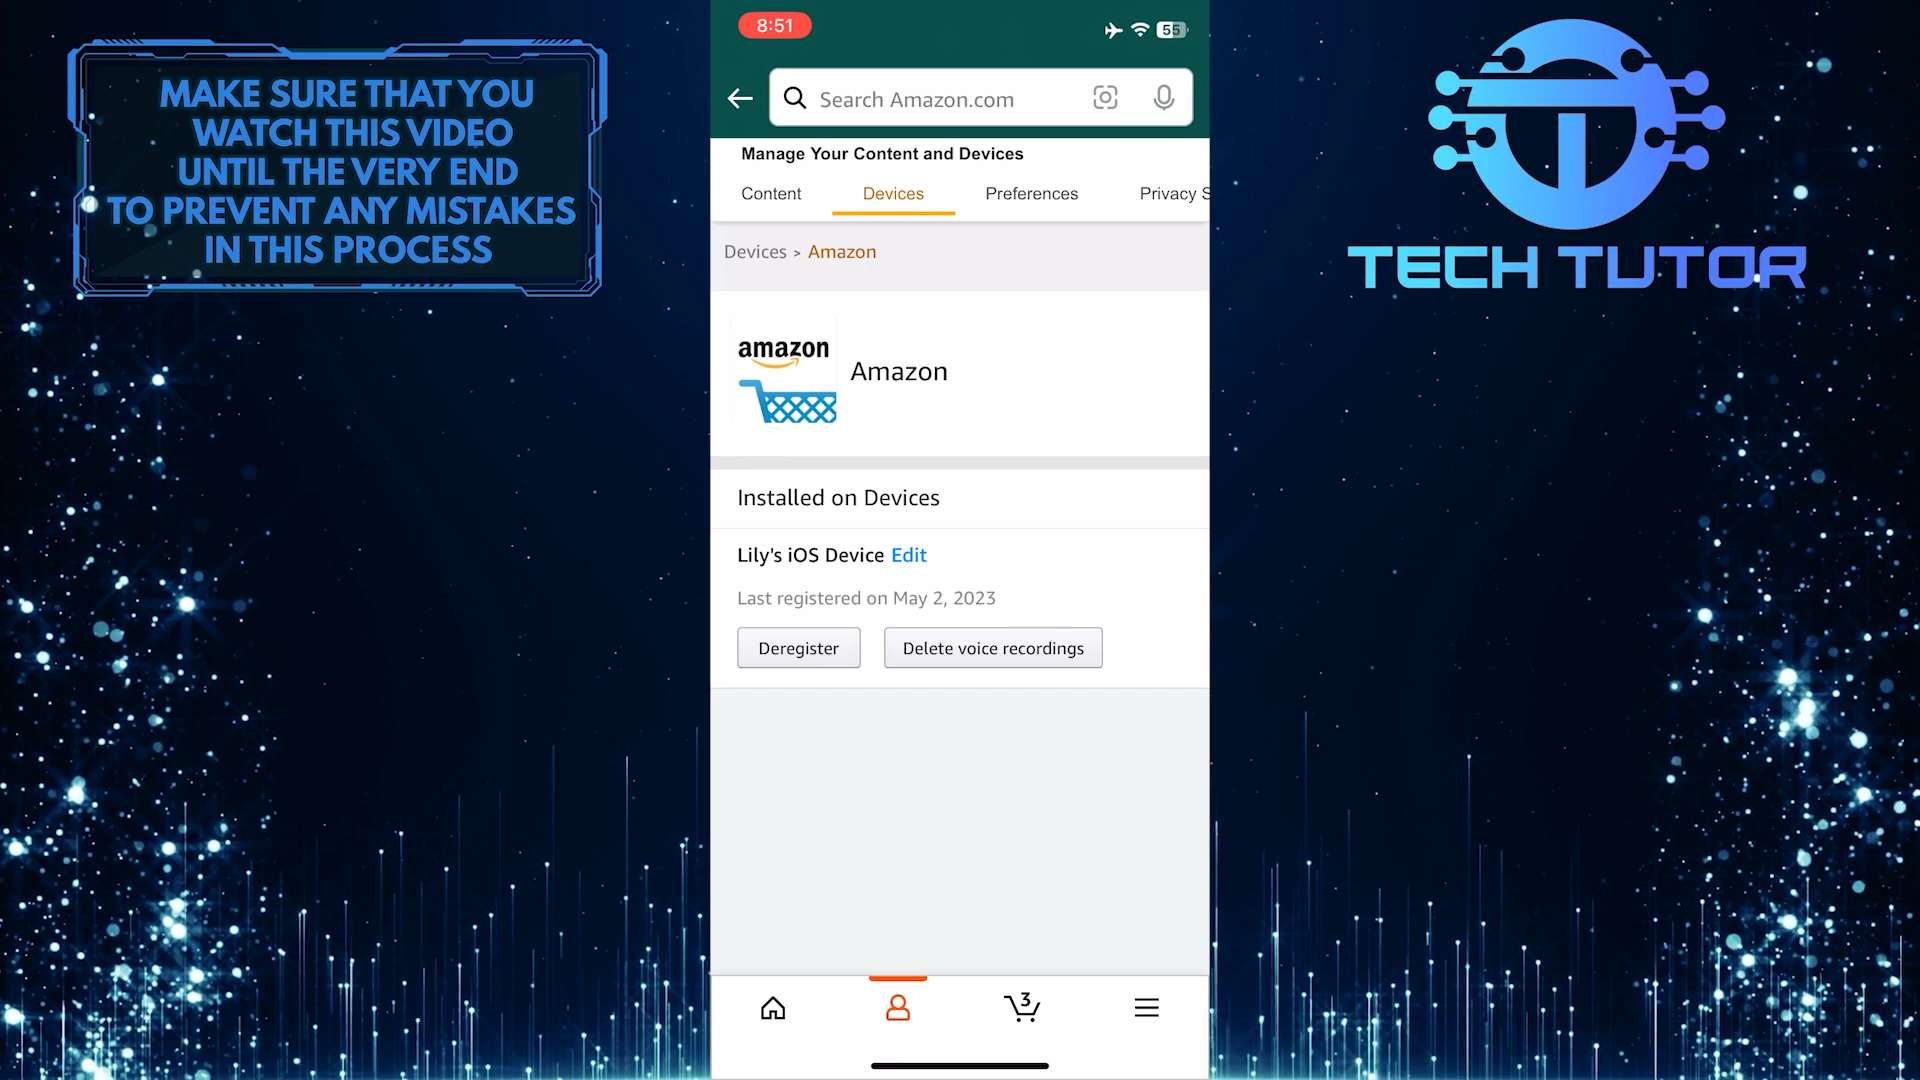 MAKE SURE THAT YOU
WATCH THIS VIDEO
UNTIL THE VERY END
TO PREVENT ANY MISTAKES
IN THIS PROCESS
8:51
55
Search Amazon.com
Manage Your Content and Devices
Content Devices Preferences Privacy S
Devices > Amazon
amazon
Amazon
Installed on Devices
Lily's iOS Device Edit
Last registered on May 2, 2023
Deregister Delete voice recordings
3
TECH TUTOR